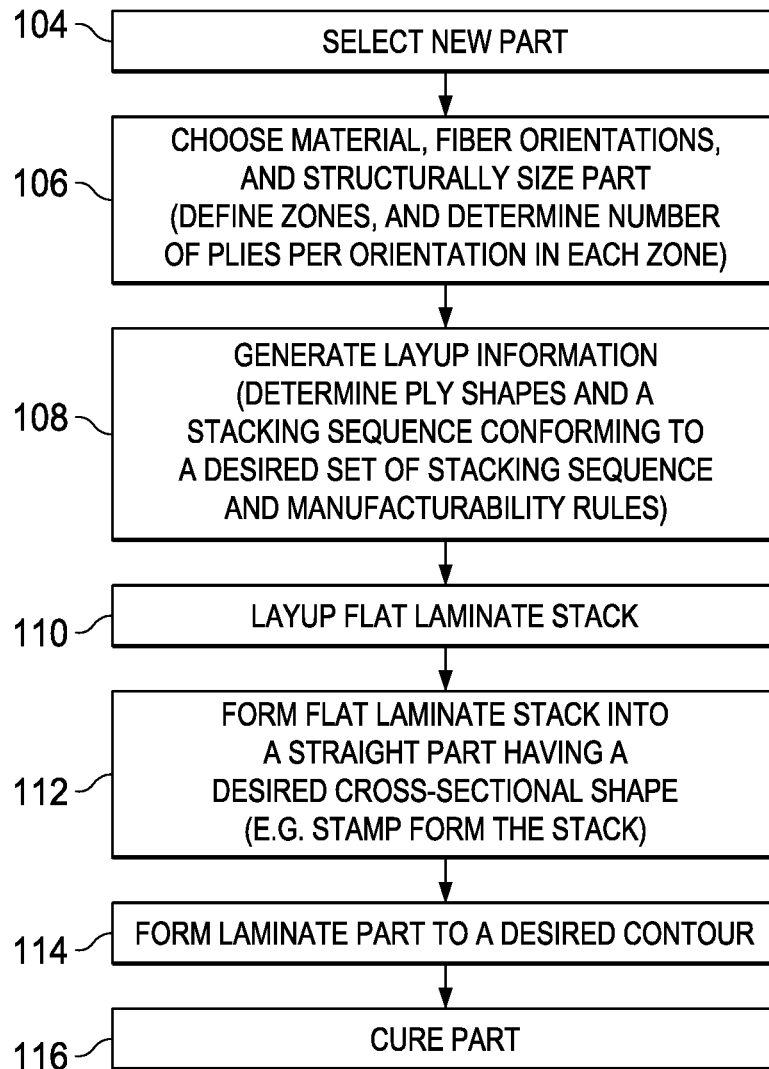 104
SELECT NEW PART
106
CHOOSE MATERIAL, FIBER ORIENTATIONS,
AND STRUCTURALLY SIZE PART
(DEFINE ZONES, AND DETERMINE NUMBER
OF PLIES PER ORIENTATION IN EACH ZONE)
108
GENERATE LAYUP INFORMATION
(DETERMINE PLY SHAPES AND A
STACKING SEQUENCE CONFORMING TO
A DESIRED SET OF STACKING SEQUENCE
AND MANUFACTURABILITY RULES)
110
LAYUP FLAT LAMINATE STACK
112
FORM FLAT LAMINATE STACK INTO
A STRAIGHT PART HAVING A
DESIRED CROSS-SECTIONAL SHAPE
(E.G. STAMP FORM THE STACK)
114
FORM LAMINATE PART TO A DESIRED CONTOUR
116
CURE PART